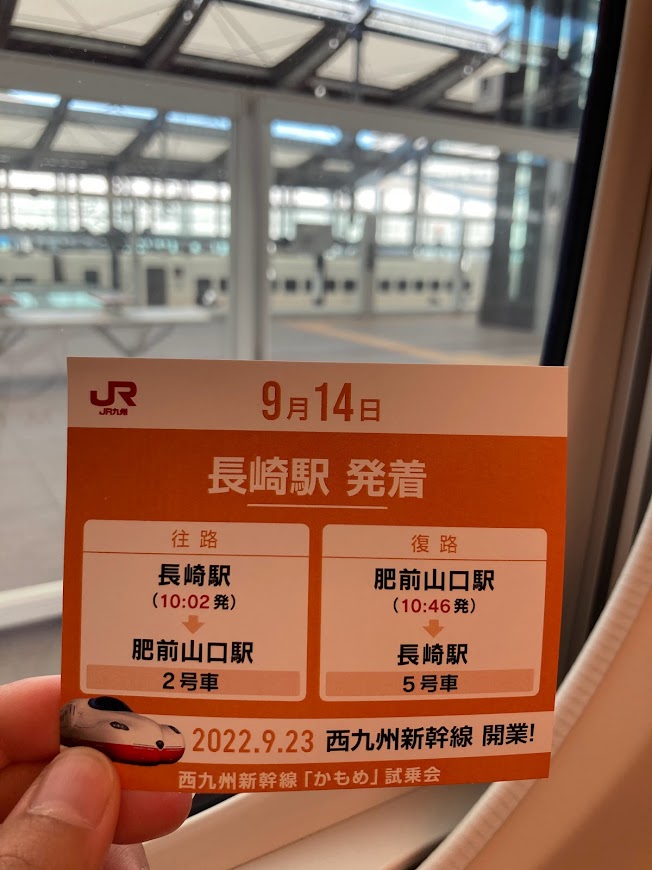 JR
JR九州
9月14日
長崎駅 発着
往路
長崎駅
(10:02発)
肥前山口駅
2号車
復路
肥前山口駅
(10:46発)
長崎駅
5号車
2022.9.23 西九州新幹線 開業!
西九州新幹線「かもめ」試乗会